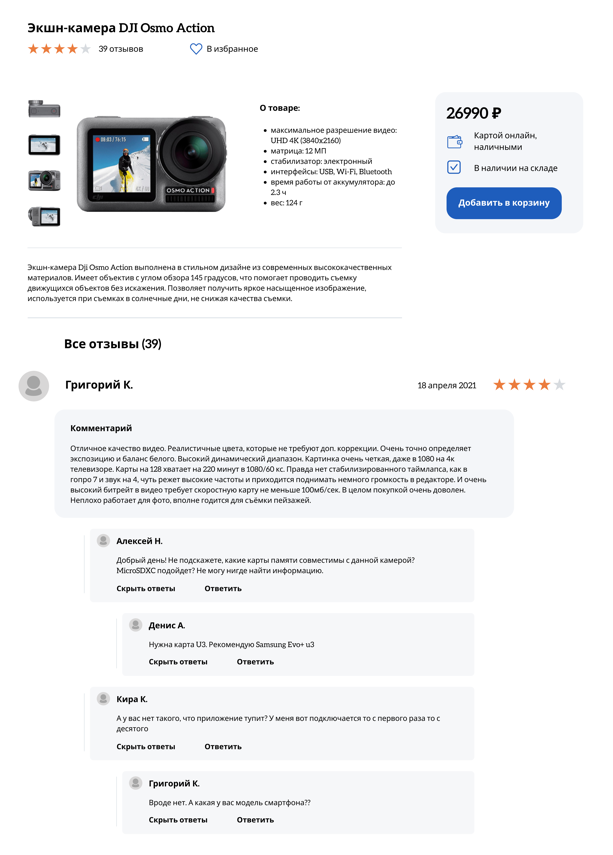 Экшн-камера DJI Osmo Action
39 отзывов
В избранное
О товаре:
максимальное разрешение видео:
UHD 4K (3840x2160)
матрица: 12 МП
стабилизатор: электронный
интерфейсы: USB, Wi-Fi, Bluetooth
время работы от аккумулятора: до
2.3 ч
вес: 124 г
26990 ₽
Картой онлайн,
наличными
В наличии на складе
Добавить в корзину
OSMO ACTION
Экшн-камера Dji Osmo Action выполнена в стильном дизайне из современных высококачественных
материалов. Имеет объектив с углом обзора 145 градусов, что помогает проводить съемку
движущихся объектов без искажения. Позволяет получить яркое насыщенное изображение,
используется при съемках в солнечные дни, не снижая качества съемки.
Все отзывы (39)
Григорий К.
18 апреля 2021
Комментарий
Отличное качество видео. Реалистичные цвета, которые не требуют доп. коррекции. Очень точно определяет
экспозицию и баланс белого. Высокий динамический диапазон. Картинка очень четкая, даже в 1080 на 4к
телевизоре. Карты на 128 хватает на 220 минут в 1080/60 кс. Правда нет стабилизированного таймлапса, как в
гопро 7 и звук на 4, чуть режет высокие частоты и приходится поднимать немного громкость в редакторе. И очень
высокий битрейт в видео требует скоростную карту не меньше 100мб/сек. В целом покупкой очень доволен.
Неплохо работает для фото, вполне годится для съёмки пейзажей.
Алексей Н.
Добрый день! Не подскажете, какие карты памяти совместимы с данной камерой?
MicroSDXC подойдет? Не могу нигде найти информацию.
Скрыть ответы
Ответить
Денис А.
Нужна карта U3. Рекомендую Samsung Evo+ u3
Скрыть ответы
Ответить
Кира К.
А у вас нет такого, что приложение тупит? У меня вот подключается то с первого раза то с
десятого
Скрыть ответы
Ответить
Григорий К.
Вроде нет. А какая у вас модель смартфона??
Скрыть ответы
Ответить